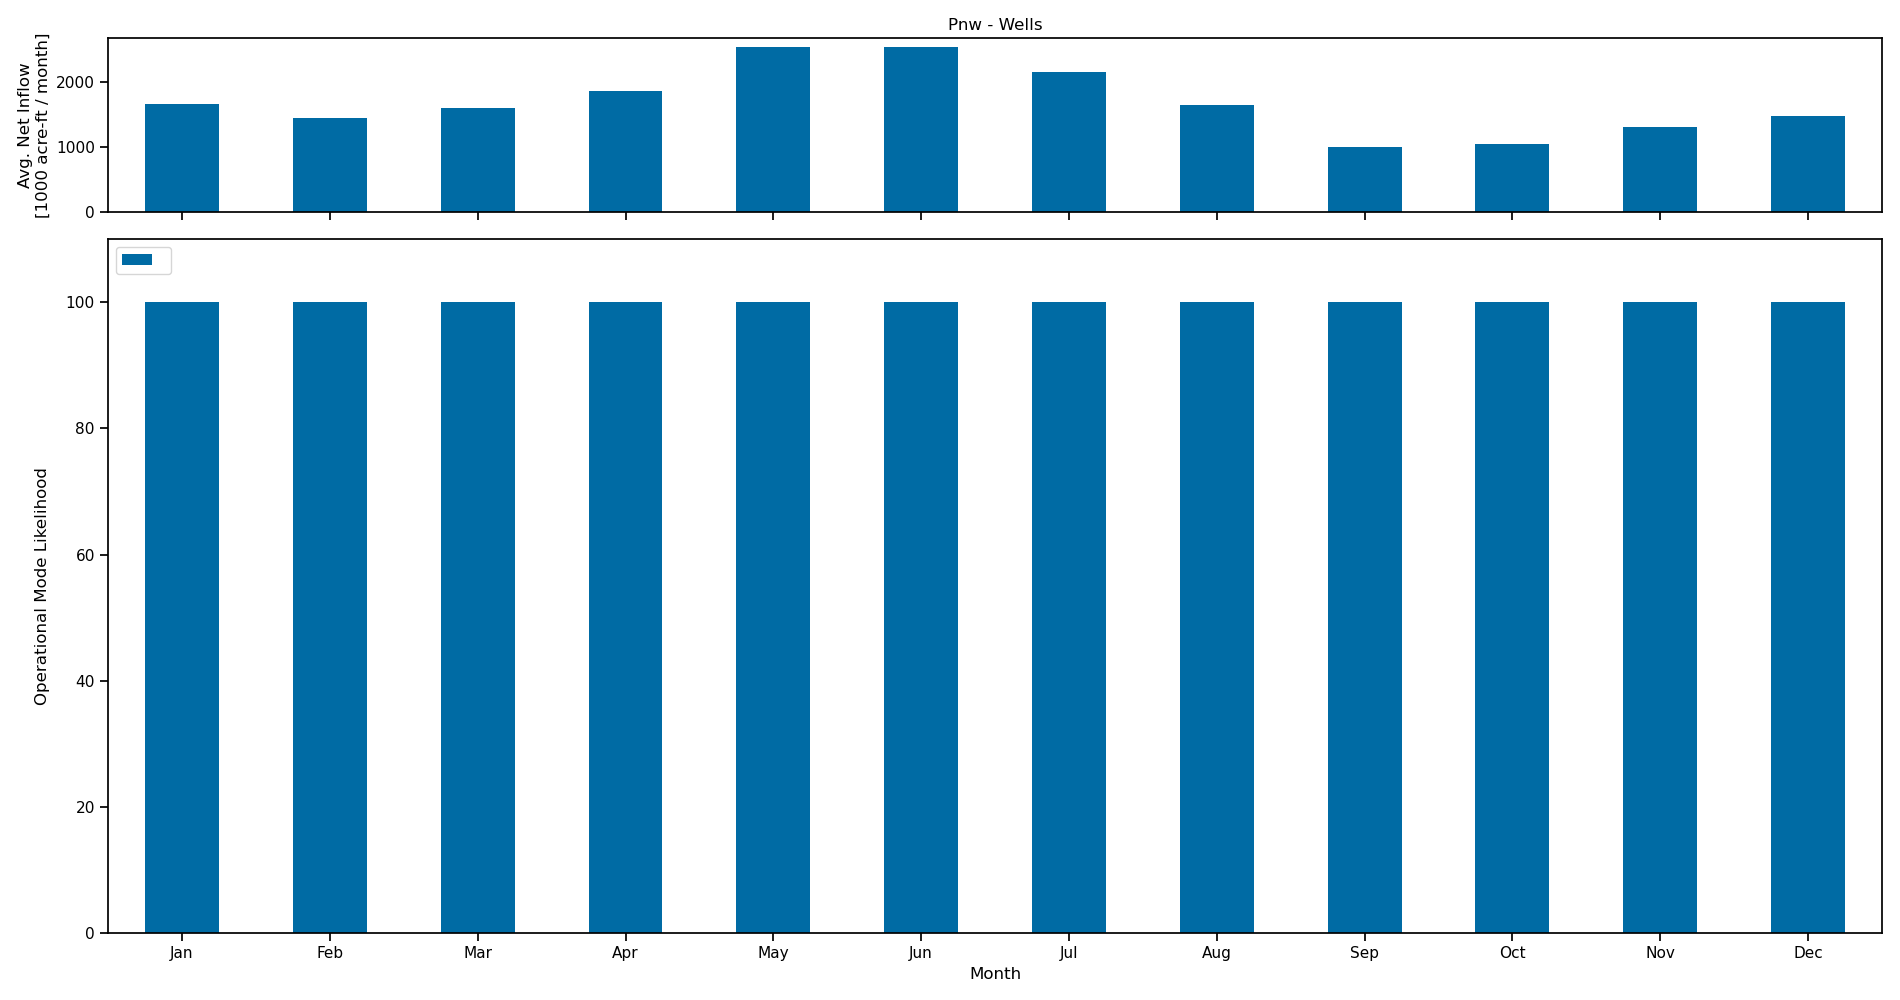 Pnw - Wells
Avg. Net Inflow
[1000 acre-ft / month]
2000
1000
0
Operational Mode Likelihood
100
80
60
40
20
0
Jan Feb Mar Apr May Jun Jul Aug Sep Oct Nov Dec
Month